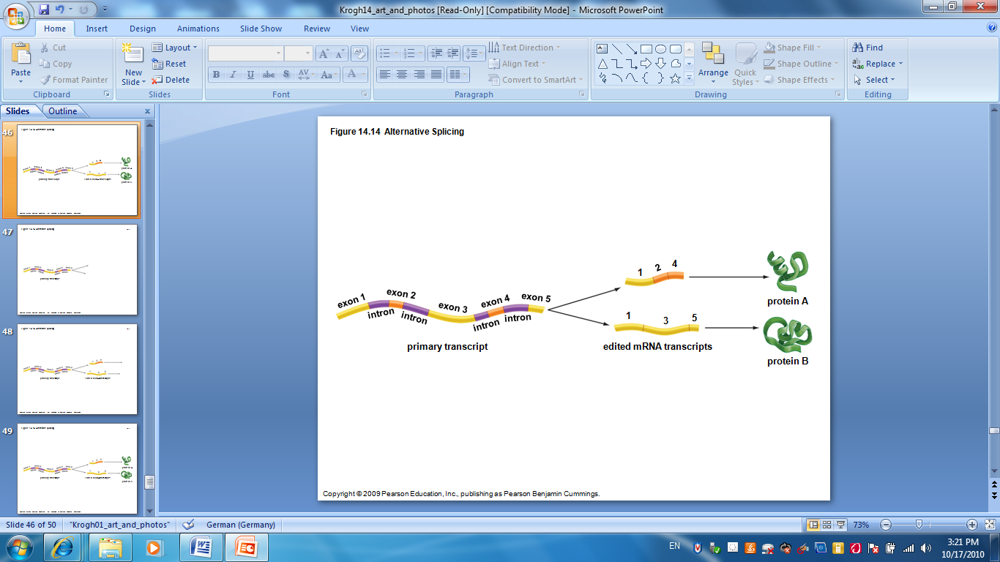 Krogh14_art_and_photos [Read-Only] [Compatibility Mode] - Microsoft PowerPoint
Home Insert Design Animations Slide Show Review View
Paste
Cut
Copy
Format Painter
Clipboard
New Slide
Layout
Reset
Delete
Slides
B I U abc S AV Aa A
Font
Text Direction
Align Text
Convert to SmartArt
Paragraph
Arrange
Quick Styles
Shape Fill
Shape Outline
Shape Effects
Drawing
Find
Replace
Select
Editing
Slides Outline x
46
47
48
49
Figure 14.14 Alternative Splicing
exon 1 exon 2 exon 3 exon 4 exon 5
intron intron intron intron
primary transcript
1 2 4
1 3 5
edited mRNA transcripts
protein A
protein B
Copyright © 2009 Pearson Education, Inc., publishing as Pearson Benjamin Cummings.
Slide 46 of 50 "Krogh01_art_and_photos" German (Germany) 73%
EN
3:21 PM
10/17/2010